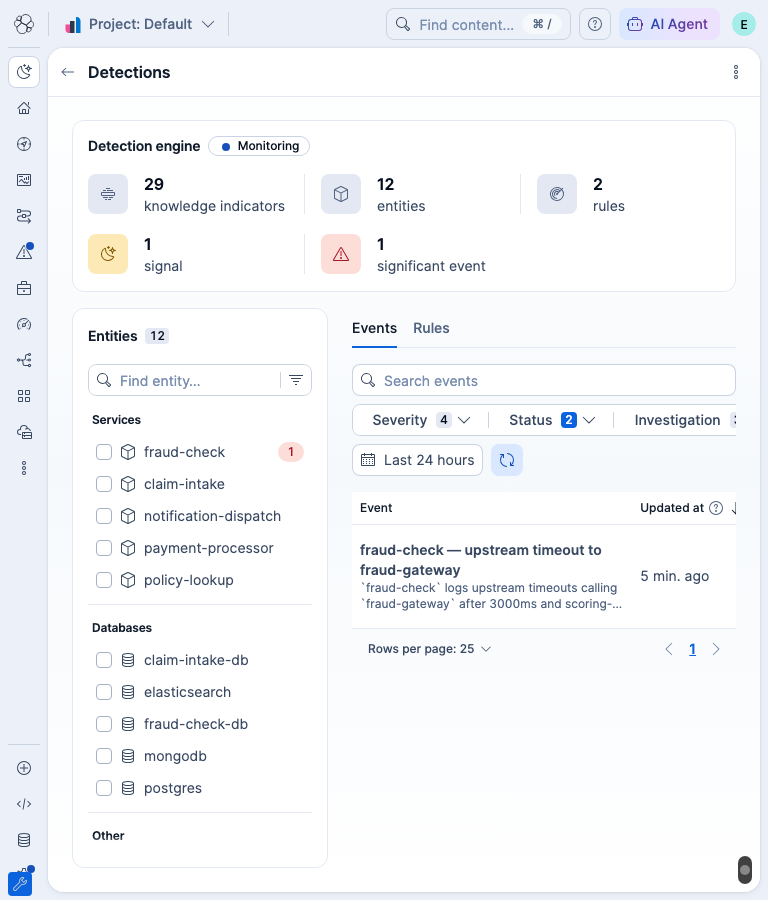 Project: Default
Find content...
⌘ /
AI Agent
E
Detections
Detection engine
Monitoring
29
knowledge indicators
12
entities
2
rules
1
signal
1
significant event
Entities 12
Find entity...
Services
fraud-check
1
claim-intake
notification-dispatch
payment-processor
policy-lookup
Databases
claim-intake-db
elasticsearch
fraud-check-db
mongodb
postgres
Other
Events
Rules
Search events
Severity 4
Status 2
Investigation
Last 24 hours
Event
Updated at
fraud-check — upstream timeout to
fraud-gateway
`fraud-check` logs upstream timeouts calling
`fraud-gateway` after 3000ms and scoring-...
5 min. ago
Rows per page: 25
1